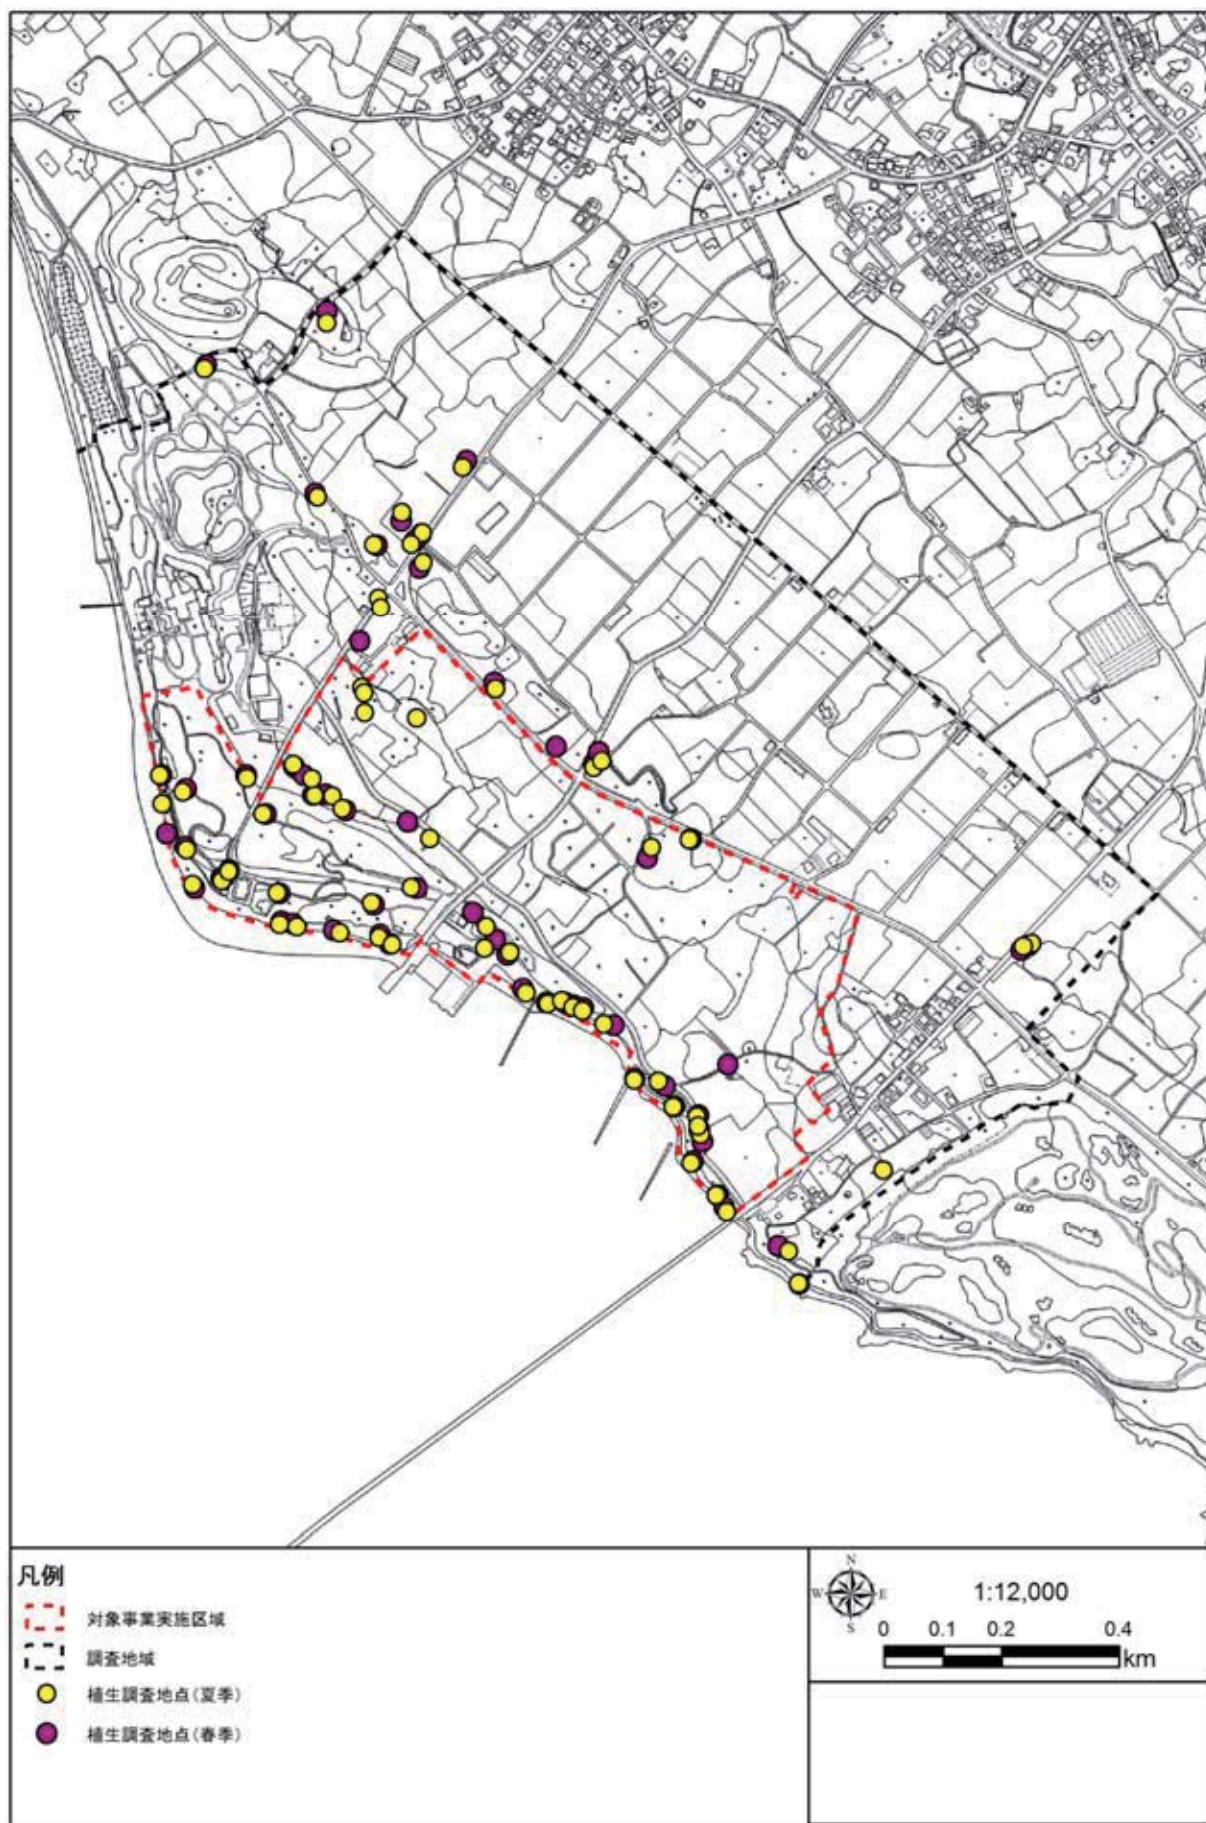 凡例
対象事業実施区域
調査地域
植生調査地点(夏季)
植生調査地点(春季)
N
W E
S
1:12,000
0 0.1 0.2 0.4
km